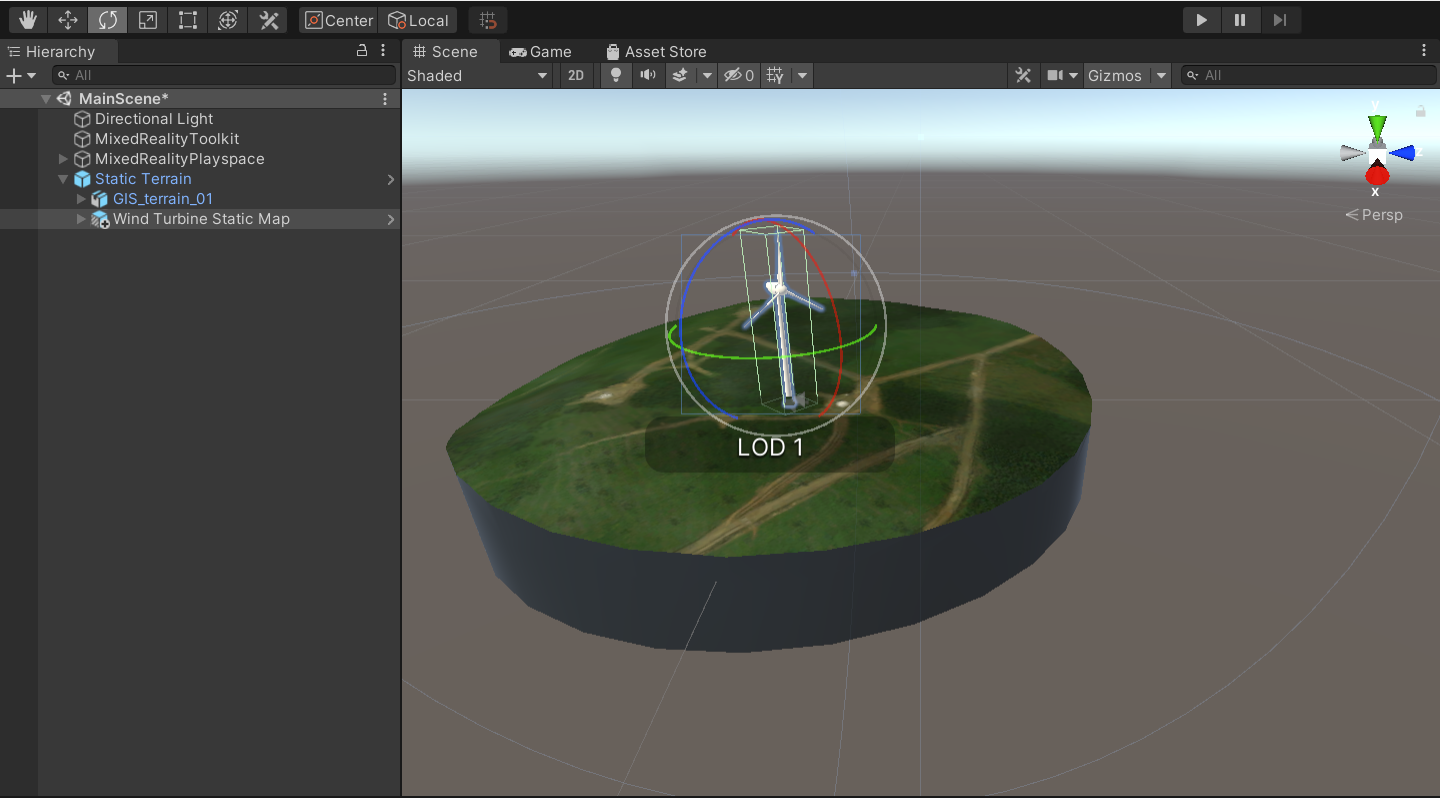 Center Local
Hierarchy
All
MainScene*
Directional Light
MixedRealityToolkit
MixedRealityPlayspace
Static Terrain
GIS_terrain_01
Wind Turbine Static Map
Scene Game Asset Store
Shaded 2D 0 Gizmos All
y
z
x
Persp
LOD 1